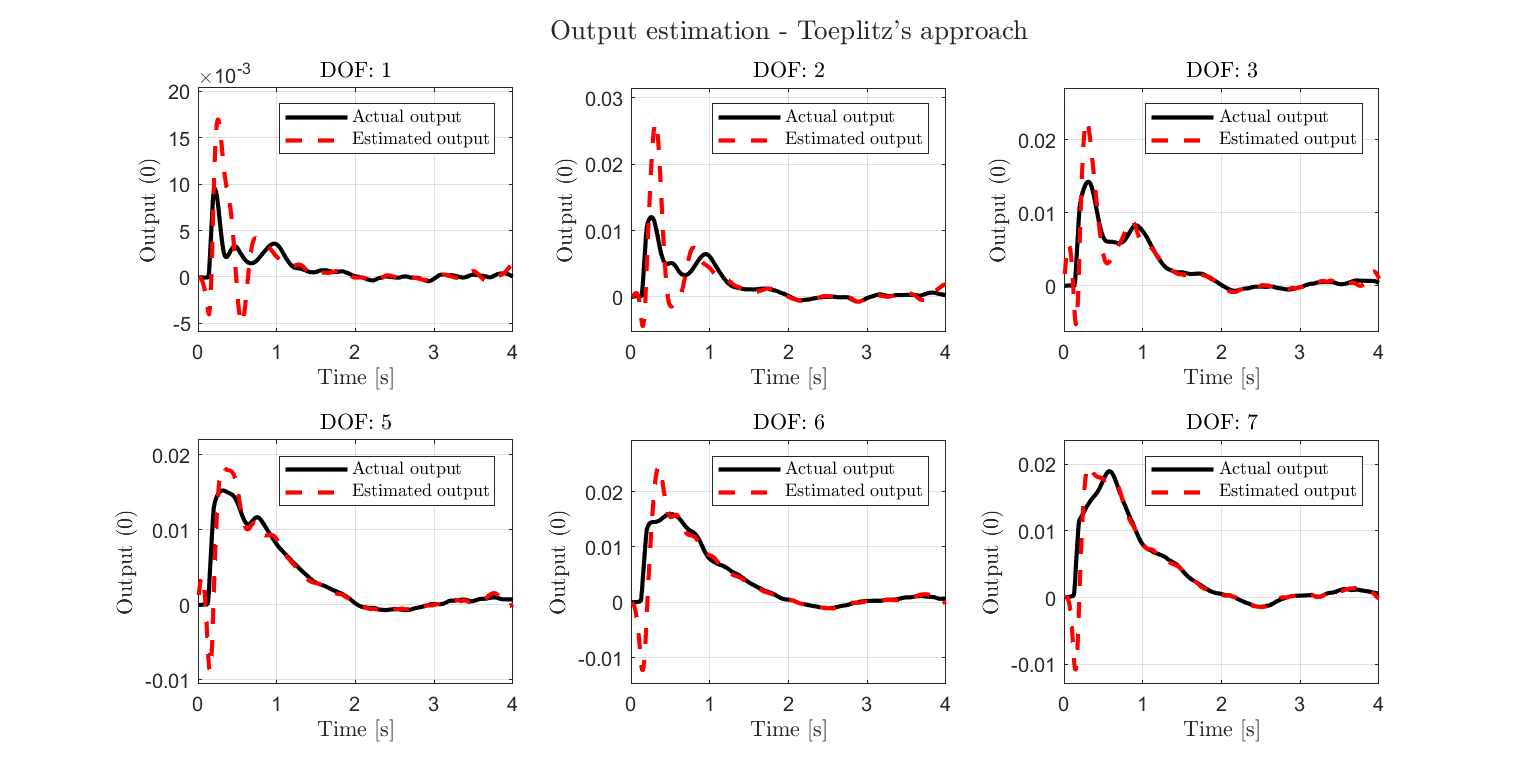 Output estimation - Toeplitz's approach
DOF: 1
×10-3
20
15
10
5
0
-5
Output (0)
Actual output
Estimated output
0 1 2 3 4
Time [s]
DOF: 2
0.03
0.02
0.01
0
Output (0)
Actual output
Estimated output
0 1 2 3 4
Time [s]
DOF: 3
0.02
0.01
0
Output (0)
Actual output
Estimated output
0 1 2 3 4
Time [s]
DOF: 5
0.02
0.01
0
-0.01
Output (0)
Actual output
Estimated output
0 1 2 3 4
Time [s]
DOF: 6
0.02
0.01
0
-0.01
Output (0)
Actual output
Estimated output
0 1 2 3 4
Time [s]
DOF: 7
0.02
0.01
0
-0.01
Output (0)
Actual output
Estimated output
0 1 2 3 4
Time [s]